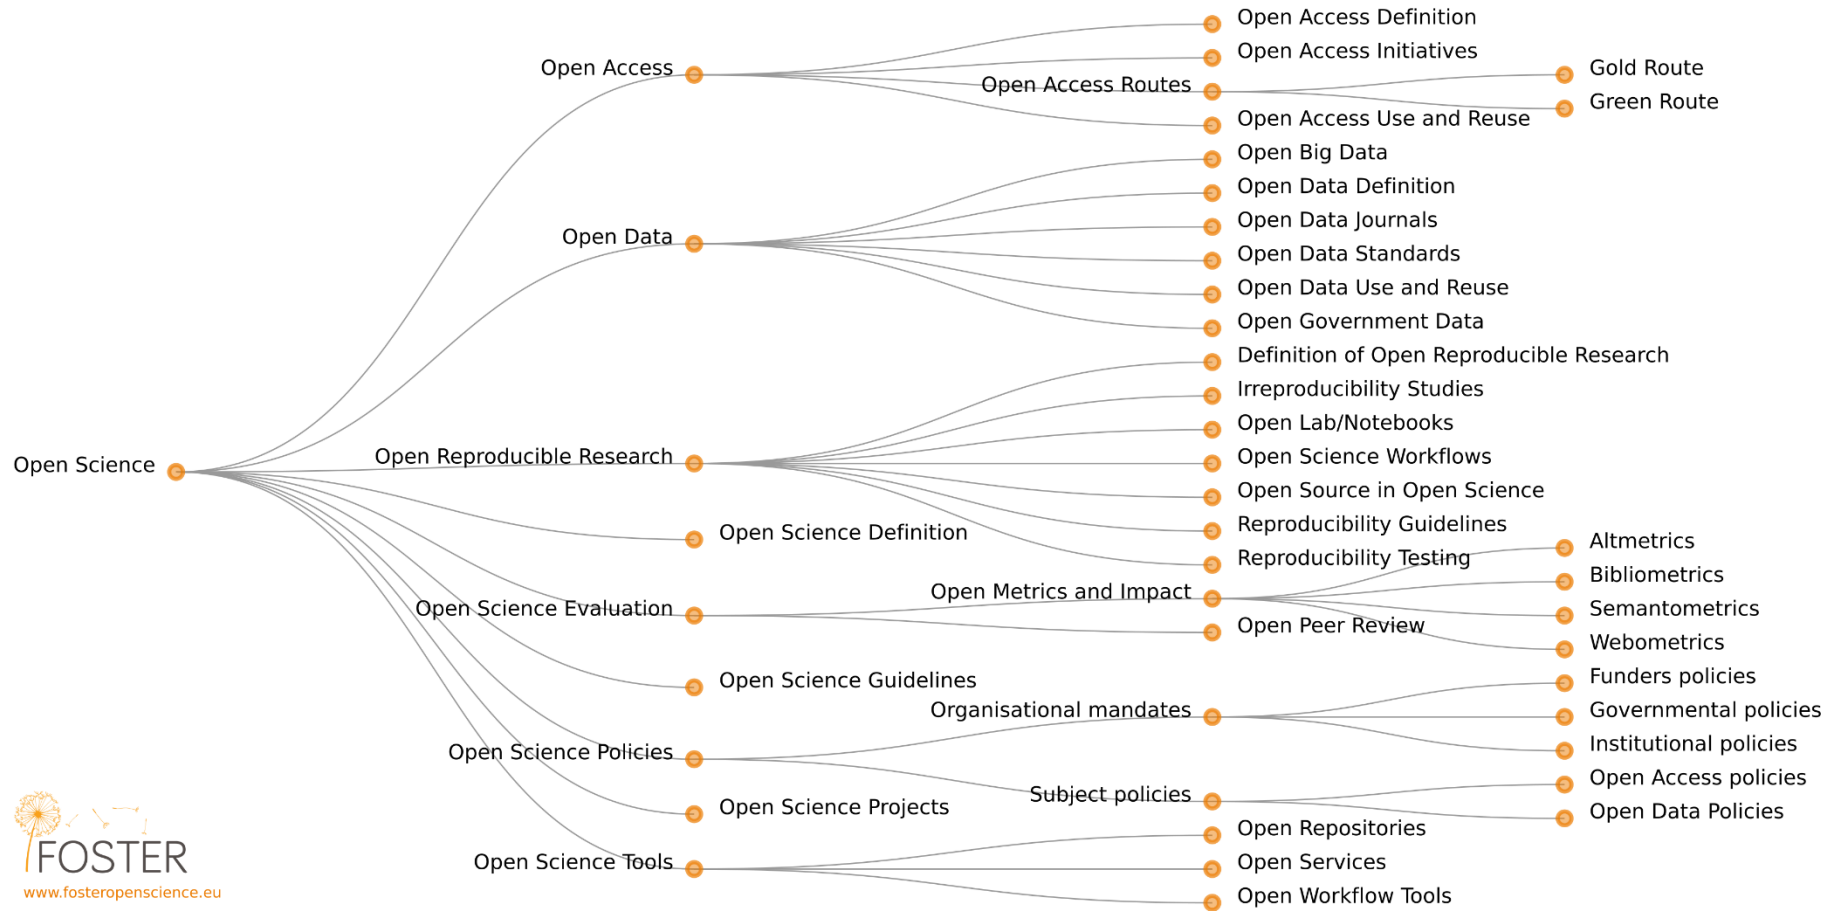 Open Science
Open Access
Open Access Definition
Open Access Initiatives
Open Access Routes
Gold Route
Green Route
Open Access Use and Reuse
Open Data
Open Big Data
Open Data Definition
Open Data Journals
Open Data Standards
Open Data Use and Reuse
Open Government Data
Open Reproducible Research
Definition of Open Reproducible Research
Irreproducibility Studies
Open Lab/Notebooks
Open Science Workflows
Open Source in Open Science
Reproducibility Guidelines
Reproducibility Testing
Open Science Definition
Open Science Evaluation
Open Metrics and Impact
Altmetrics
Bibliometrics
Semantometrics
Webometrics
Open Peer Review
Open Science Guidelines
Open Science Policies
Organisational mandates
Funders policies
Governmental policies
Institutional policies
Subject policies
Open Access policies
Open Data Policies
Open Science Projects
Open Science Tools
Open Repositories
Open Services
Open Workflow Tools
FOSTER
www.fosteropenscience.eu